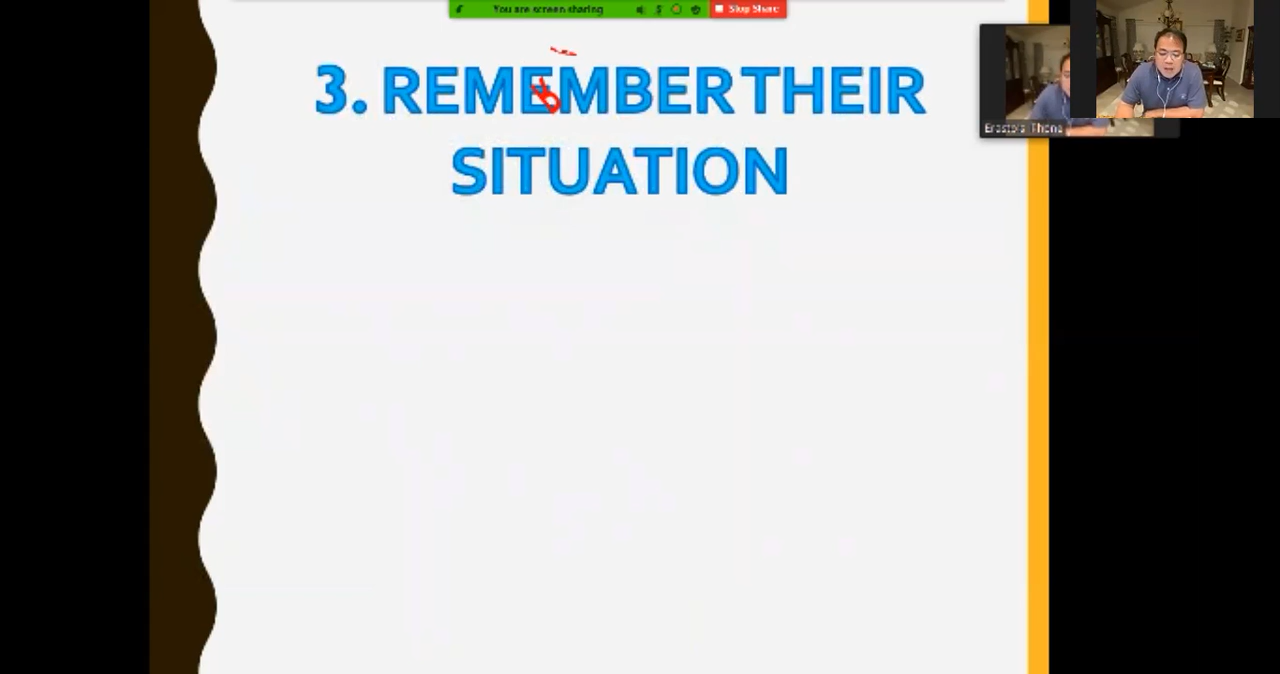 You are screen sharing
Stop Share
3. REMEMBER THEIR
SITUATION